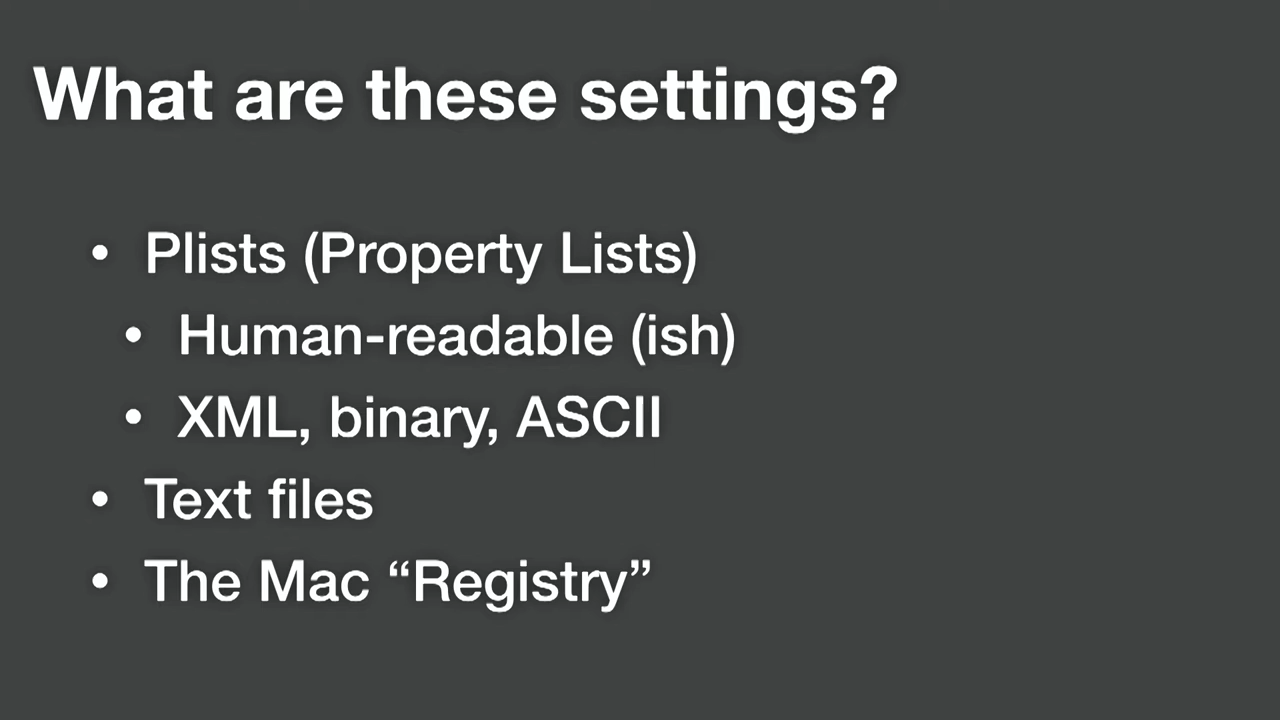 What are these settings?
• Plists (Property Lists)
• Human-readable (ish)
• XML, binary, ASCII
• Text files
• The Mac “Registry”